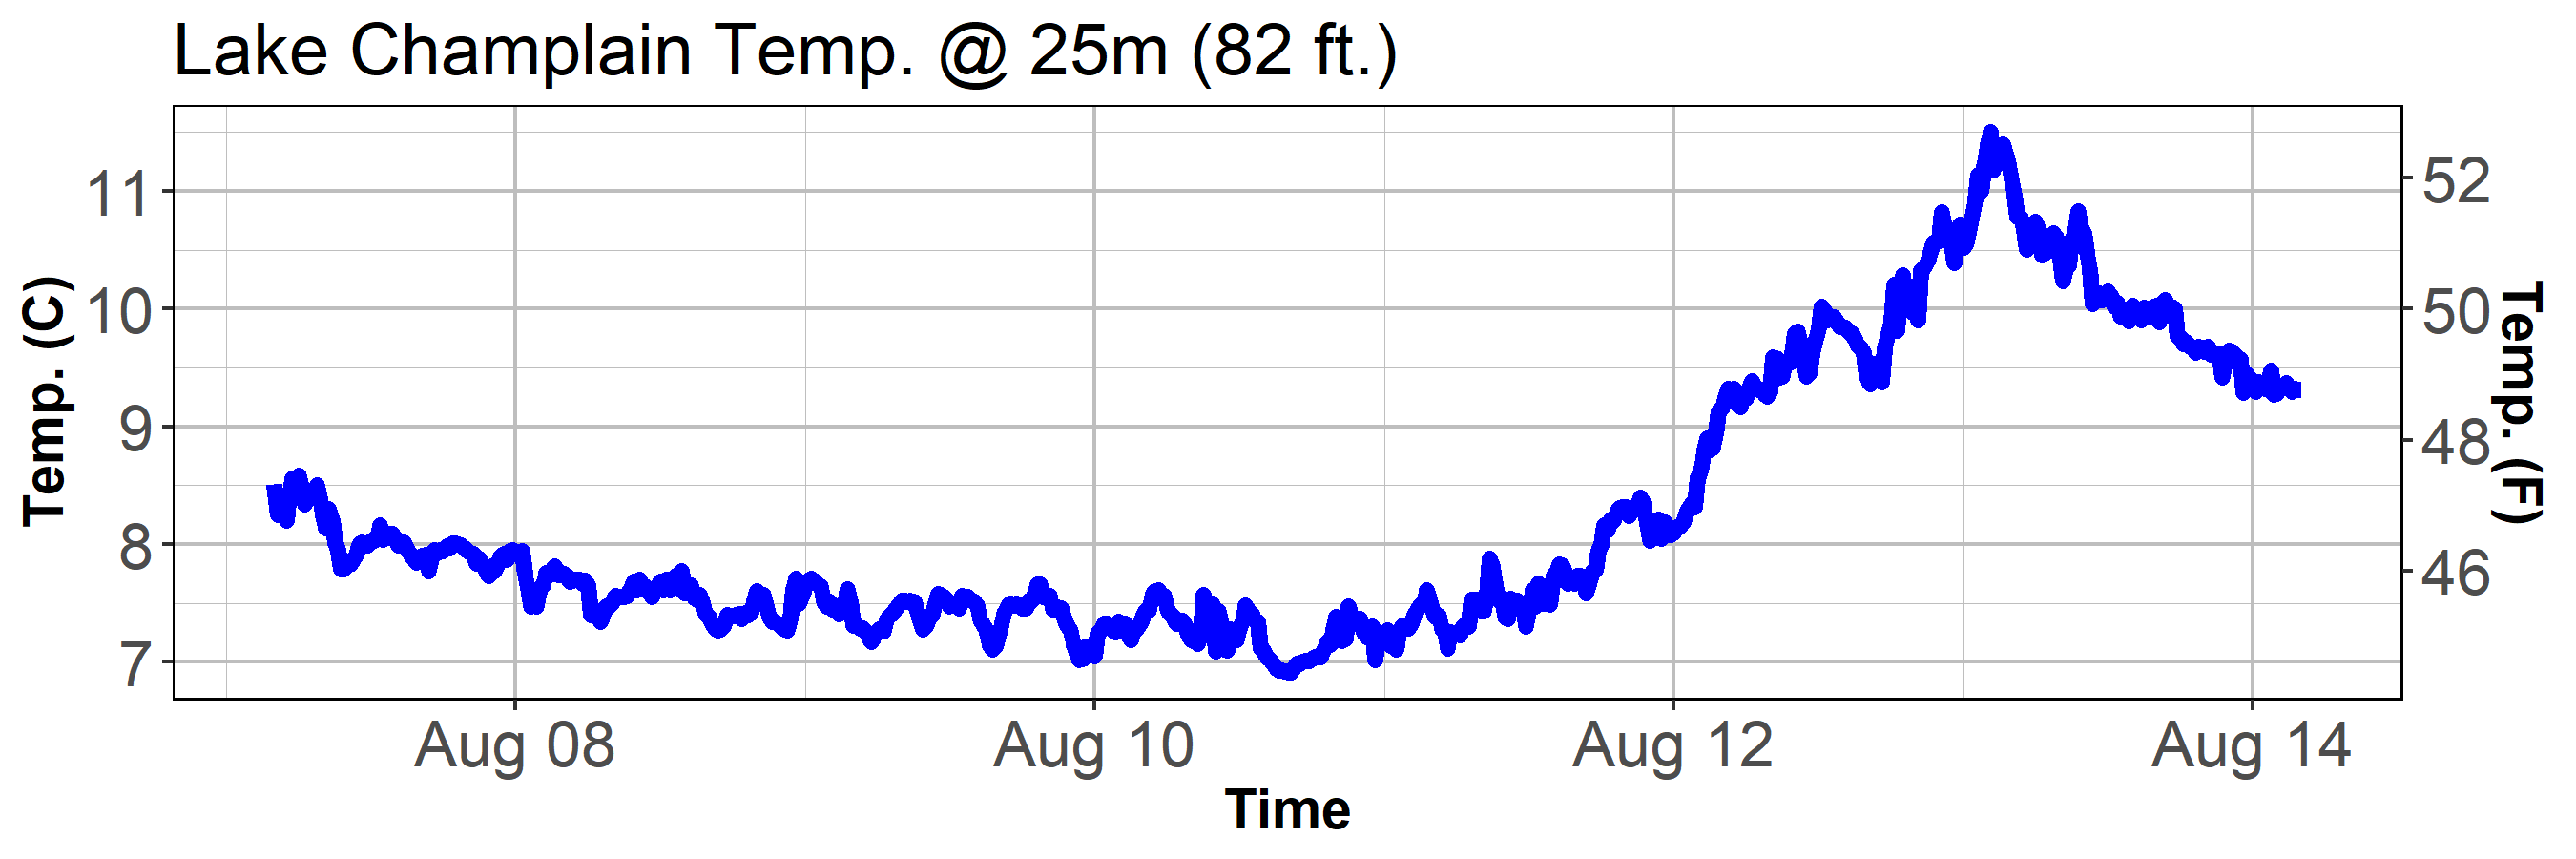 Lake Champlain Temp. @ 25m (82 ft.)
Temp. (C)
11
10
9
8
7
52
50
48
46
Temp. (F)
Aug 08
Aug 10
Aug 12
Aug 14
Time